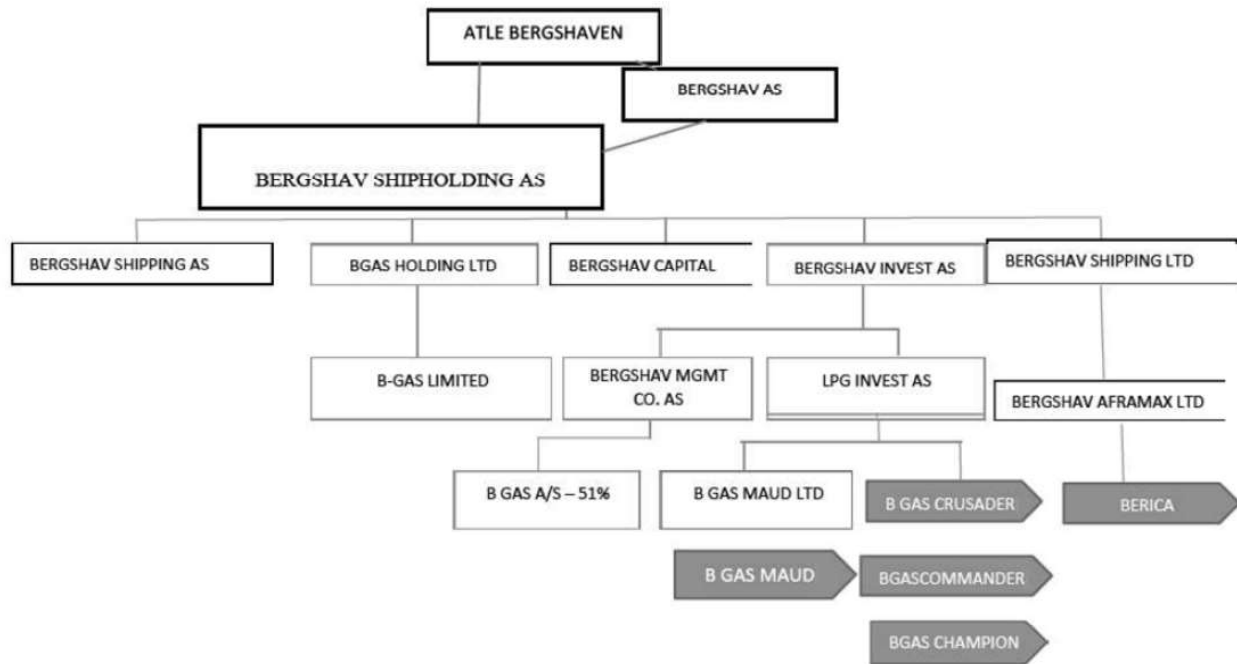 ATLE BERGSHAVEN
BERGSHAV AS
BERGSHAV SHIPHOLDING AS
BERGSHAV SHIPPING AS
BGAS HOLDING LTD
BERGSHAV CAPITAL
BERGSHAV INVEST AS
BERGSHAV SHIPPING LTD
B-GAS LIMITED
BERGSHAV MGMT
CO. AS
LPG INVEST AS
BERGSHAV AFRAMAX LTD
B GAS A/S – 51%
B GAS MAUD LTD
B GAS CRUSADER
BERICA
B GAS MAUD
BGASCOMMANDER
BGAS CHAMPION